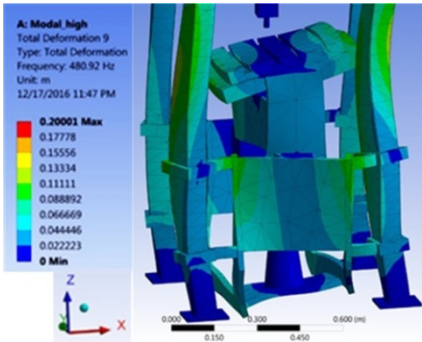 A: Modal_high
Total Deformation 9
Type: Total Deformation
Frequency: 480.92 Hz
Unit: m
12/17/2016 11:47 PM
0.20001 Max
0.17778
0.15556
0.13334
0.11111
0.088892
0.066669
0.044446
0.022223
0 Min
Z
Y
X
0.000 0.300 0.600 (m)
0.150 0.450